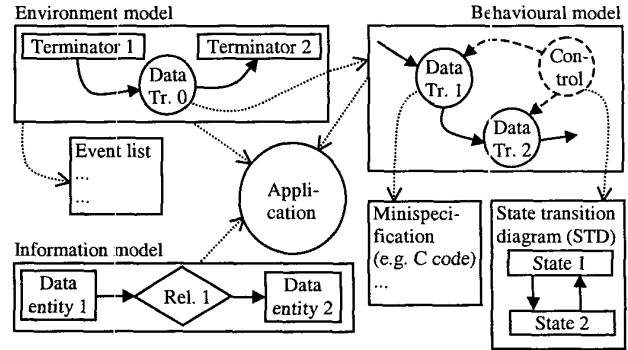 Environment model
Terminator 1
Terminator 2
Data
Tr. 0
Event list
...
...
Appli-
cation
Information model
Data
entity 1
Rel. 1
Data
entity 2
Behavioural model
Data
Tr. 1
Con-
trol
Data
Tr. 2
Minispeci-
fication
(e.g. C code)
...
State transition
diagram (STD)
State 1
State 2